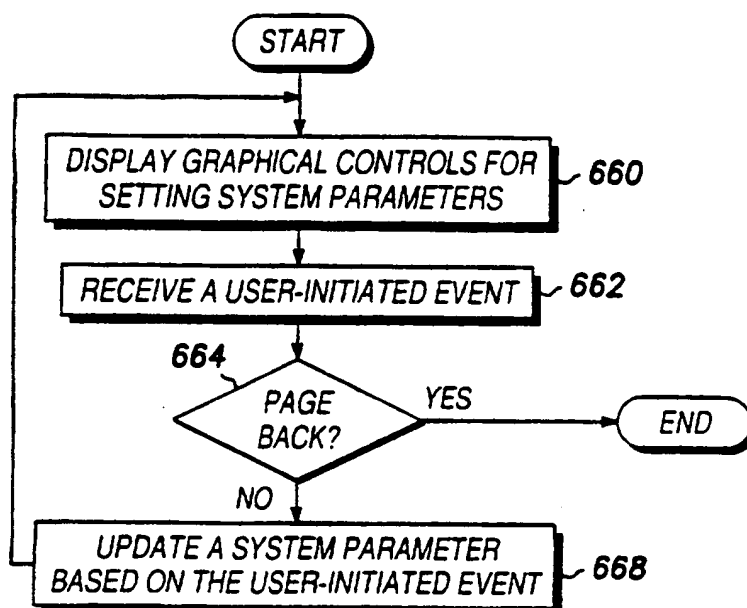 START
DISPLAY GRAPHICAL CONTROLS FOR
SETTING SYSTEM PARAMETERS
660
RECEIVE A USER-INITIATED EVENT
662
664
PAGE
BACK?
YES
END
NO
UPDATE A SYSTEM PARAMETER
BASED ON THE USER-INITIATED EVENT
668